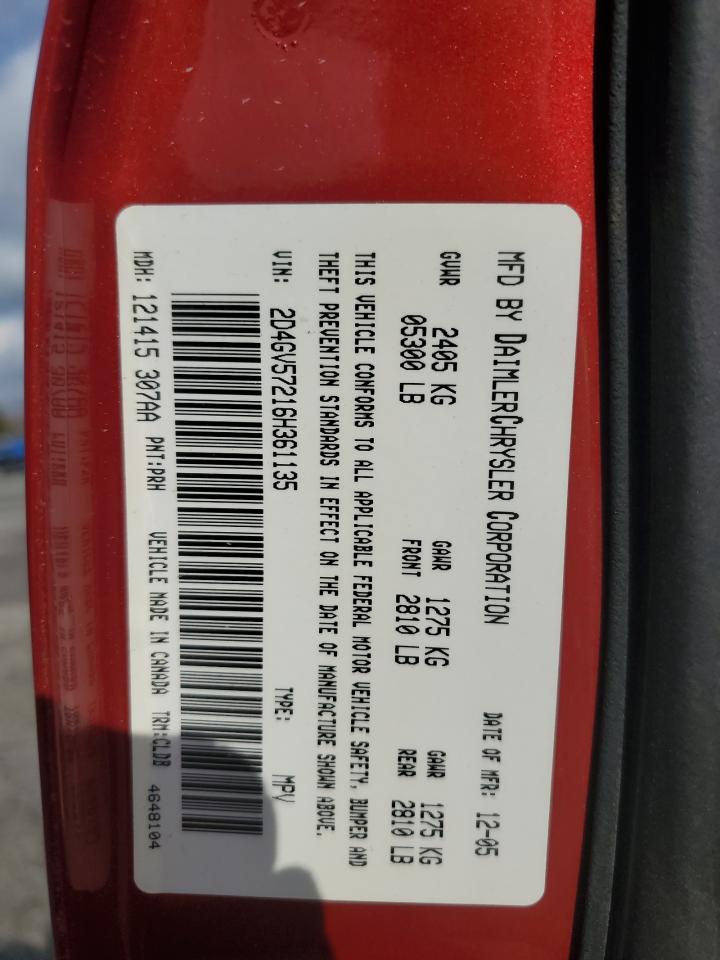 MFD BY DAIMLERCHRYSLER CORPORATION
DATE OF MFR: 12-05
GVWR 2405 KG
05300 LB
GAWR FRONT 1275 KG
2810 LB
GAWR REAR 1275 KG
2810 LB
THIS VEHICLE CONFORMS TO ALL APPLICABLE FEDERAL MOTOR VEHICLE SAFETY, BUMPER AND
THEFT PREVENTION STANDARDS IN EFFECT ON THE DATE OF MANUFACTURE SHOWN ABOVE.
VIN: 2D4GV57216H361135 TYPE: MPV
MDH: 121415 307AA PNT:PRH VEHICLE MADE IN CANADA TRM:CLDB 4648104